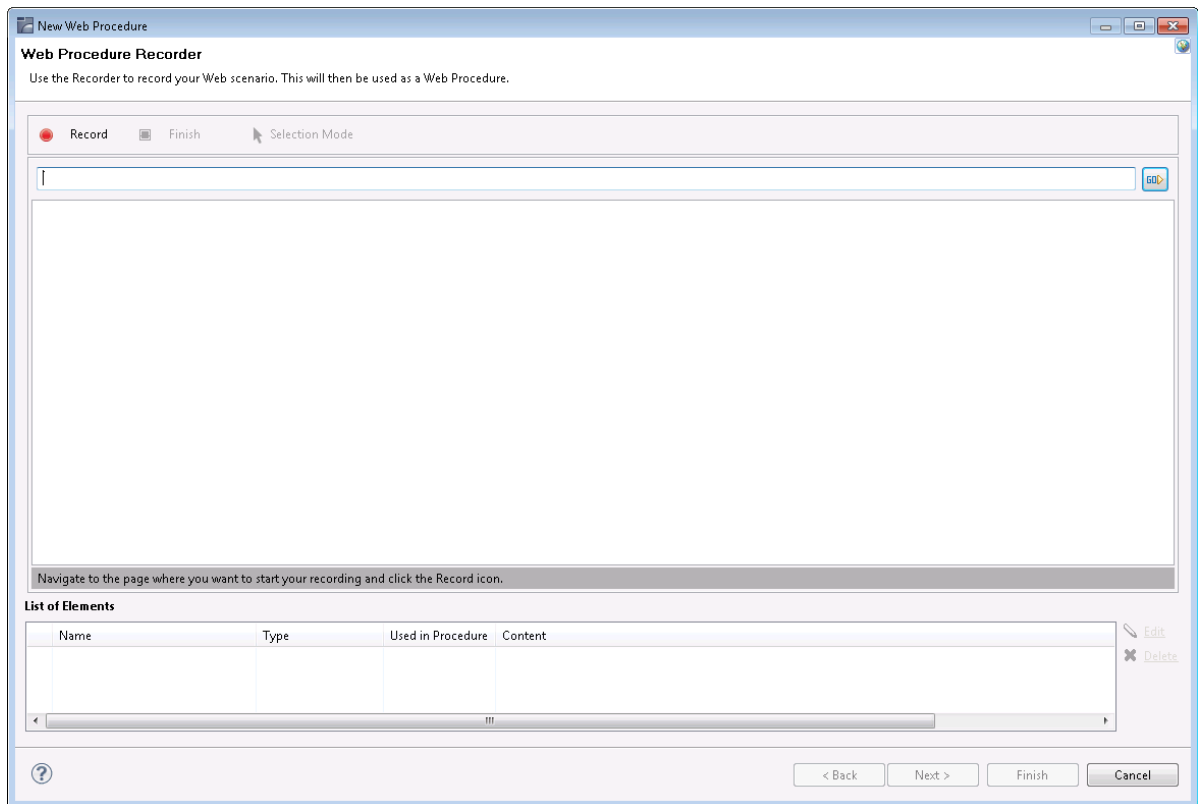 New Web Procedure
Web Procedure Recorder
Use the Recorder to record your Web scenario. This will then be used as a Web Procedure.
Record Finish Selection Mode
GO
Navigate to the page where you want to start your recording and click the Record icon.
List of Elements
Name Type Used in Procedure Content
Edit
Delete
< Back Next > Finish Cancel